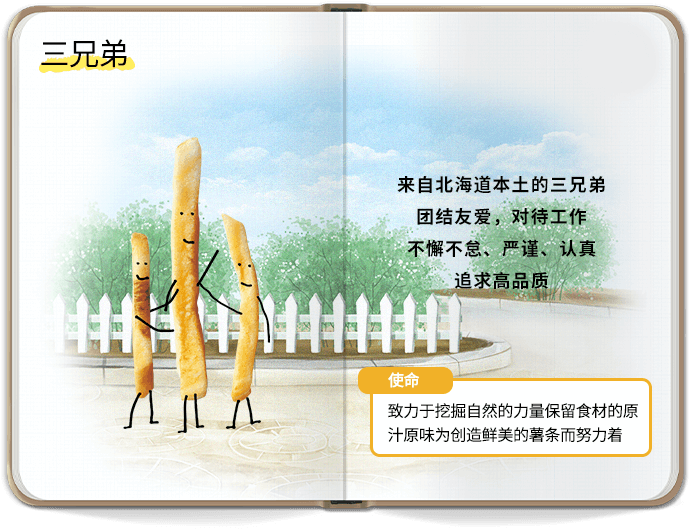 三兄弟
来自北海道本土的三兄弟
团结友爱，对待工作
不懈不怠、严谨、认真
追求高品质
使命
致力于挖掘自然的力量保留食材的原
汁原味为创造鲜美的薯条而努力着